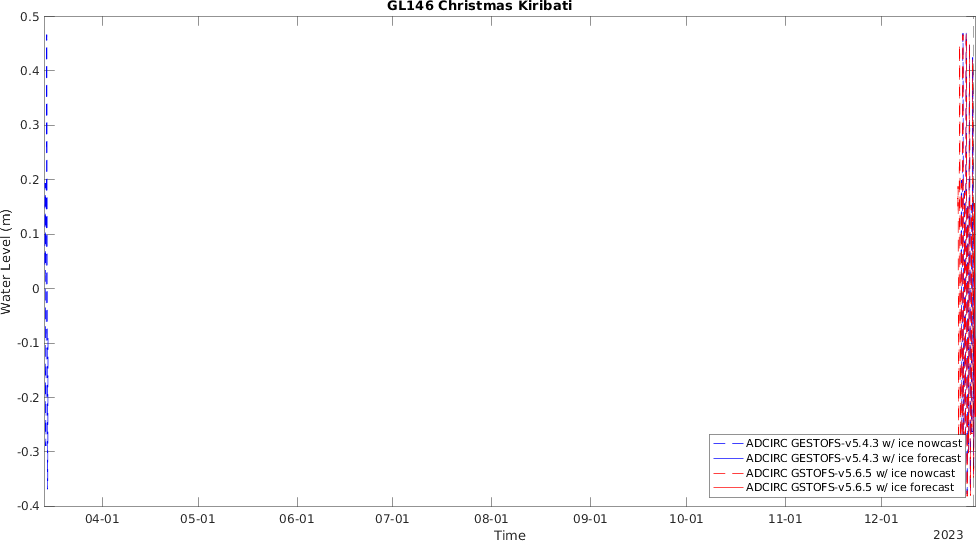 GL146 Christmas Kiribati
0.5
0.4
0.3
0.2
0.1
0
-0.1
-0.2
-0.3
-0.4
Water Level (m)
04-01 05-01 06-01 07-01 08-01 09-01 10-01 11-01 12-01
Time
2023
ADCIRC GESTOFS-v5.4.3 w/ ice nowcast
ADCIRC GESTOFS-v5.4.3 w/ ice forecast
ADCIRC GSTOFS-v5.6.5 w/ ice nowcast
ADCIRC GSTOFS-v5.6.5 w/ ice forecast